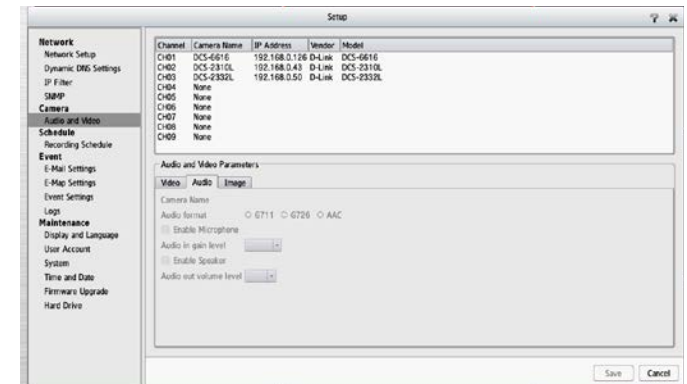 Setup ?
Network
Network Setup
Dynamic DNS Settings
IP Filter
SNMP
Camera
Audio and Video
Schedule
Recording Schedule
Event
E-Mail Settings
E-Map Settings
Event Settings
Logs
Maintenance
Display and Language
User Account
System
Time and Date
Firmware Upgrade
Hard Drive
Channel Camera Name IP Address Vendor Model
CH01 DCS-6616 192.168.0.126 D-Link DCS-6616
CH02 DCS-2310L 192.168.0.43 D-Link DCS-2310L
CH03 DCS-2332L 192.168.0.50 D-Link DCS-2332L
CH04 None
CH05 None
CH06 None
CH07 None
CH08 None
CH09 None
Audio and Video Parameters
Video Audio Image
Camera Name
Audio format G711 G726 AAC
Enable Microphone
Audio in gain level
Enable Speaker
Audio out volume level
Save Cancel